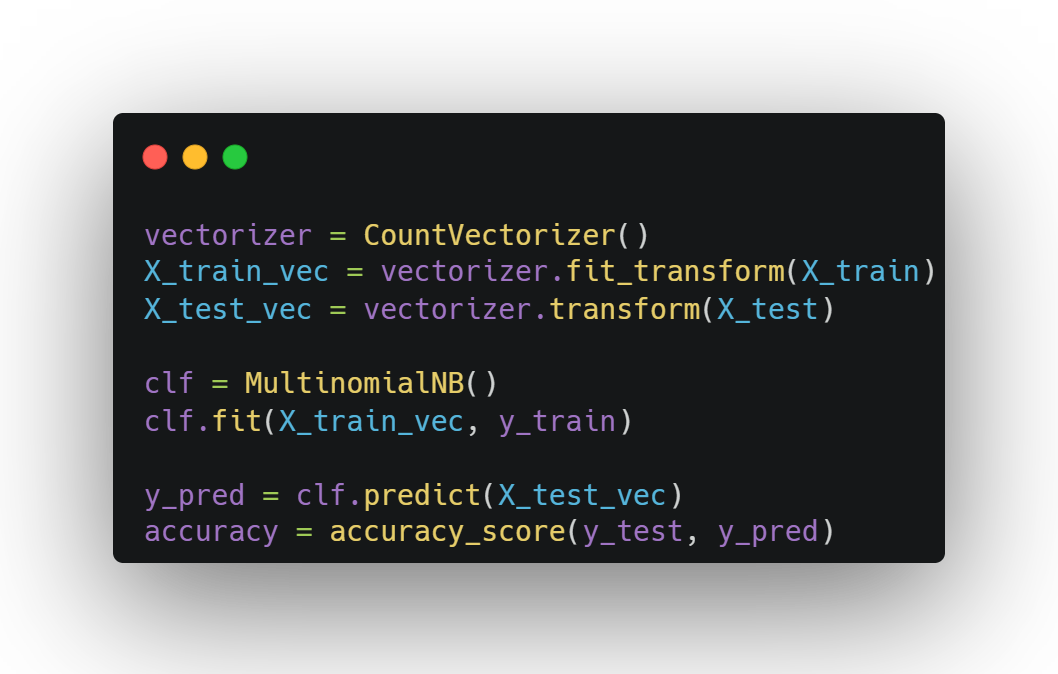 vectorizer = CountVectorizer()
X_train_vec = vectorizer.fit_transform(X_train)
X_test_vec = vectorizer.transform(X_test)
clf = MultinomialNB()
clf.fit(X_train_vec, y_train)
y_pred = clf.predict(X_test_vec)
accuracy = accuracy_score(y_test, y_pred)